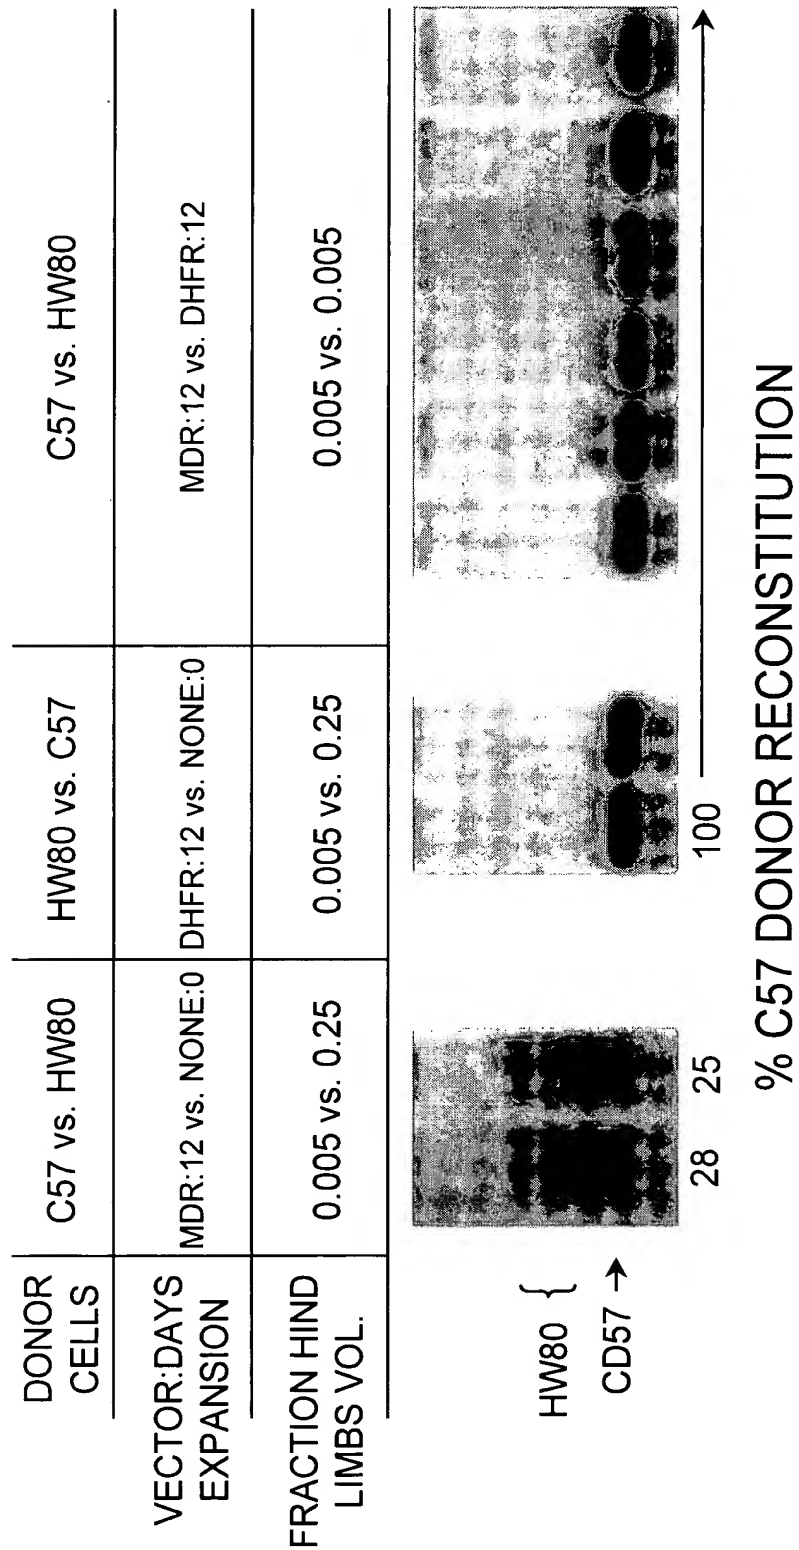 DONOR
CELLS
C57 vs. HW80
HW80 vs. C57
C57 vs. HW80
VECTOR:DAYS
EXPANSION
MDR:12 vs. NONE:0
DHFR:12 vs. NONE:0
MDR:12 vs. DHFR:12
FRACTION HIND
LIMBS VOL.
0.005 vs. 0.25
0.005 vs. 0.25
0.005 vs. 0.005
HW80 {
CD57 →
28
25
100
% C57 DONOR RECONSTITUTION